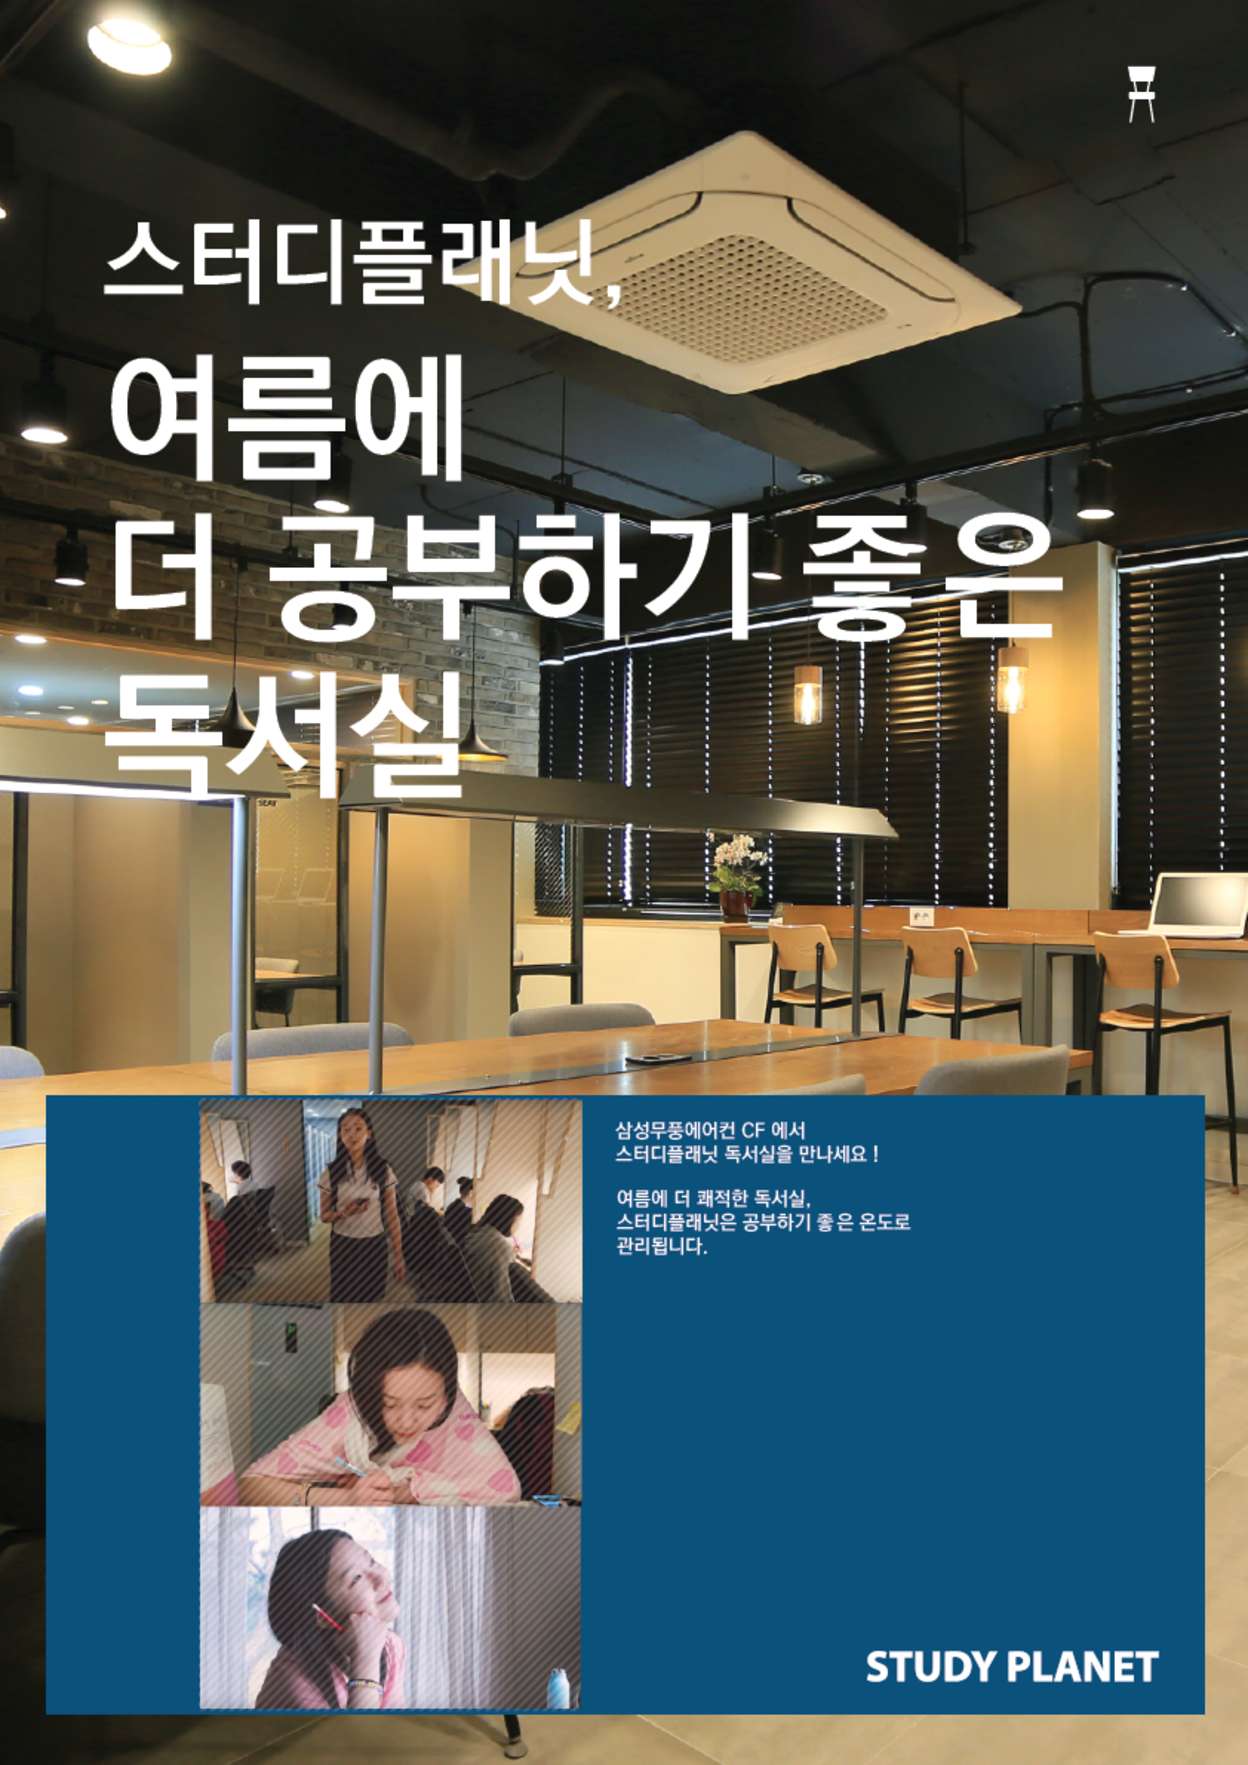 스터디플래닛,
여름에
더 공부하기 좋은
독서실
SEAT
삼성무풍에어컨 CF 에서
스터디플래닛 독서실을 만나세요 !
여름에 더 쾌적한 독서실,
스터디플래닛은 공부하기 좋은 온도로
관리됩니다.
STUDY PLANET